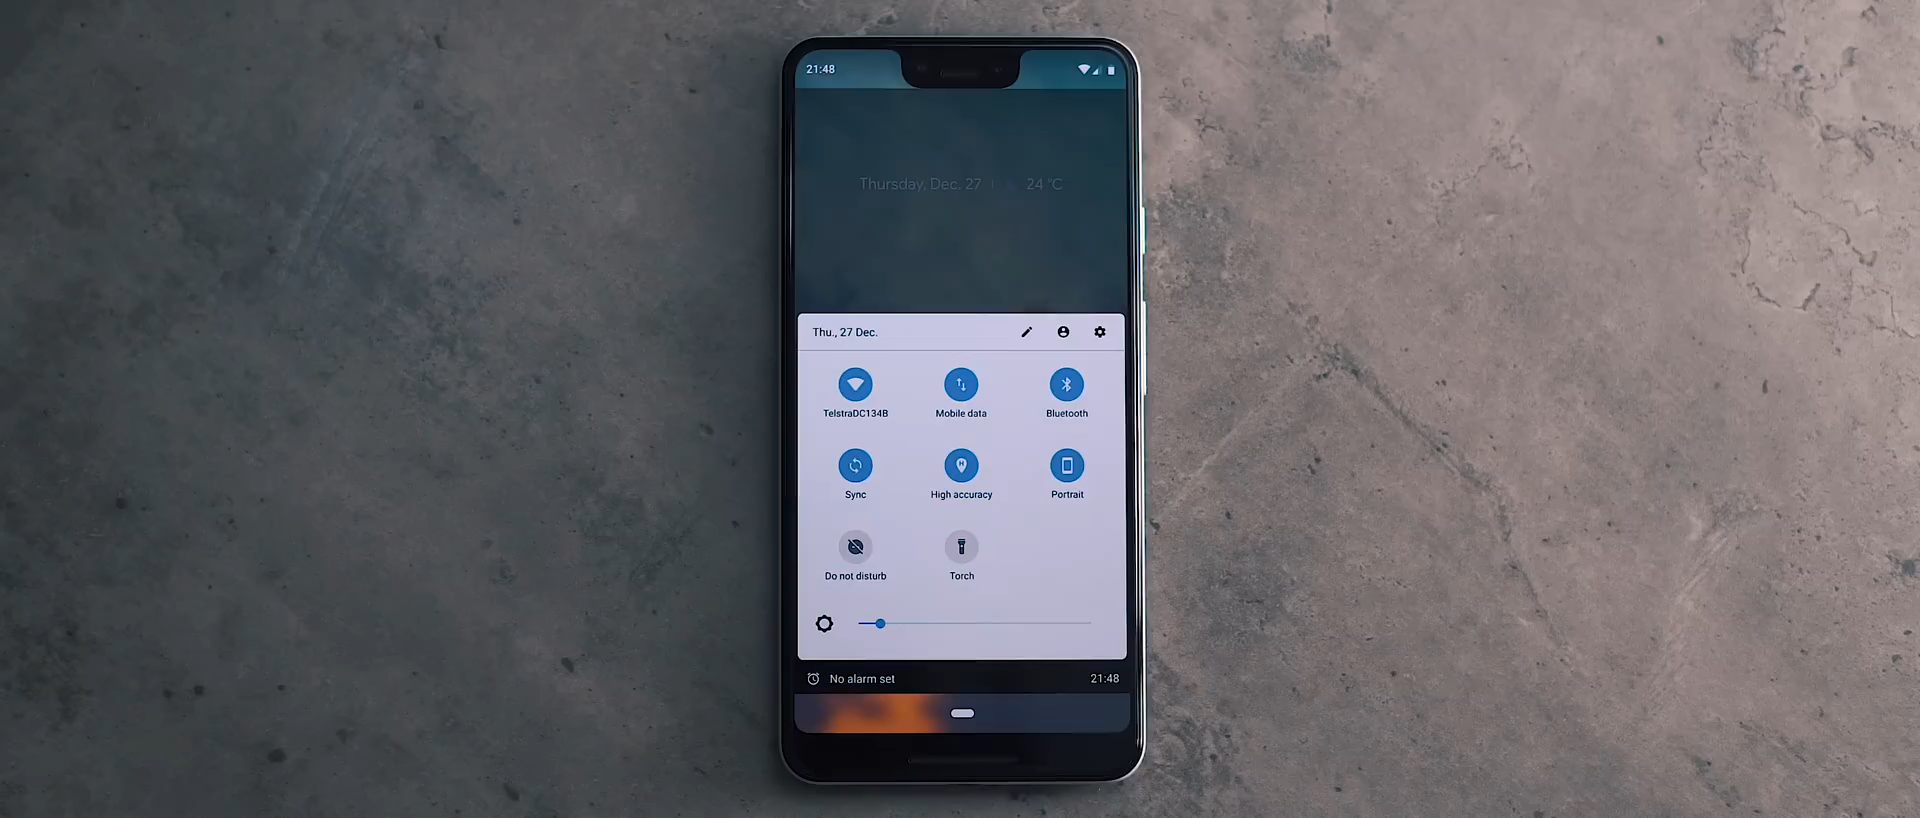 21:48
Thursday, Dec. 27 | 24 °C
Thu., 27 Dec.
TelstraDC134B Mobile data Bluetooth
Sync High accuracy Portrait
Do not disturb Torch
No alarm set 21:48